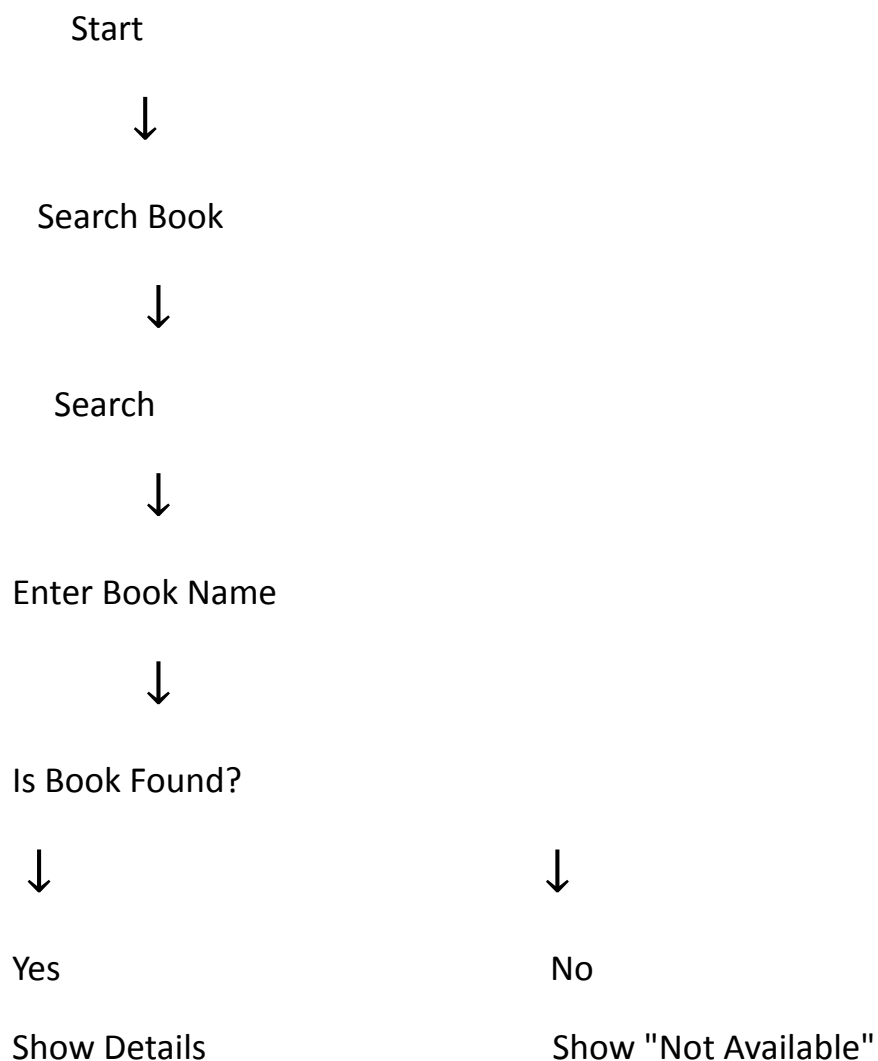 Start
↓
Search Book
↓
Search
↓
Enter Book Name
↓
Is Book Found?
↓ ↓
Yes No
Show Details Show "Not Available"